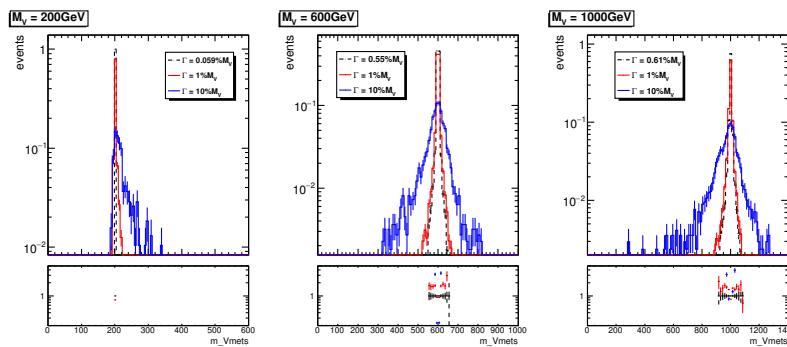 M_V = 200GeV
events
Γ = 0.059%M_V
Γ = 1%M_V
Γ = 10%M_V
1
10⁻¹
10⁻²
1
0 100 200 300 400 500 600
m_Vmets
M_V = 600GeV
events
Γ = 0.55%M_V
Γ = 1%M_V
Γ = 10%M_V
1
10⁻¹
10⁻²
1
0 100 200 300 400 500 600 700 800 900 1000
m_Vmets
M_V = 1000GeV
events
Γ = 0.61%M_V
Γ = 1%M_V
Γ = 10%M_V
1
10⁻¹
10⁻²
1
0 200 400 600 800 1000 1200 140
m_Vmets